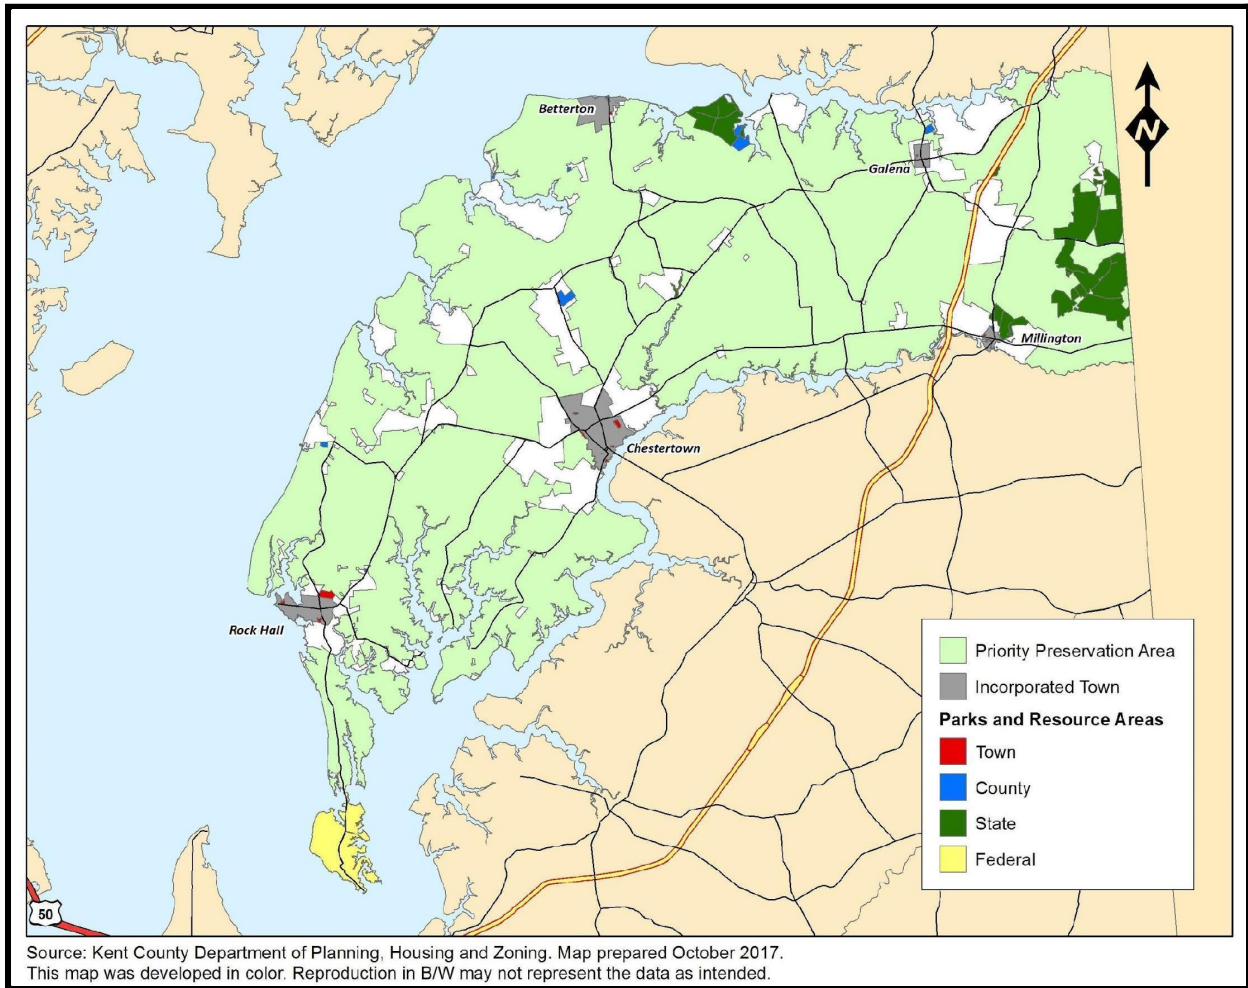 N
Betterton
Galena
Millington
Chestertown
Rock Hall
Priority Preservation Area
Incorporated Town
Parks and Resource Areas
Town
County
State
Federal
50
Source: Kent County Department of Planning, Housing and Zoning. Map prepared October 2017.
This map was developed in color. Reproduction in B/W may not represent the data as intended.